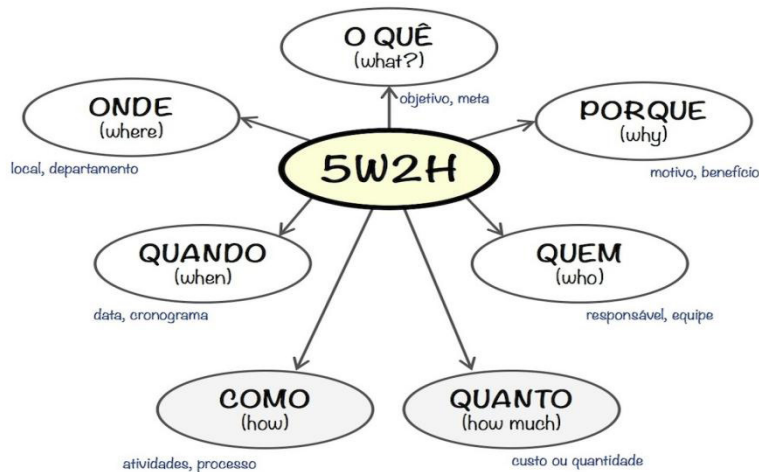 O QUÊ
(what?)
objetivo, meta
ONDE
(where)
local, departamento
PORQUE
(why)
motivo, benefício
5W2H
QUANDO
(when)
data, cronograma
QUEM
(who)
responsável, equipe
COMO
(how)
atividades, processo
QUANTO
(how much)
custo ou quantidade